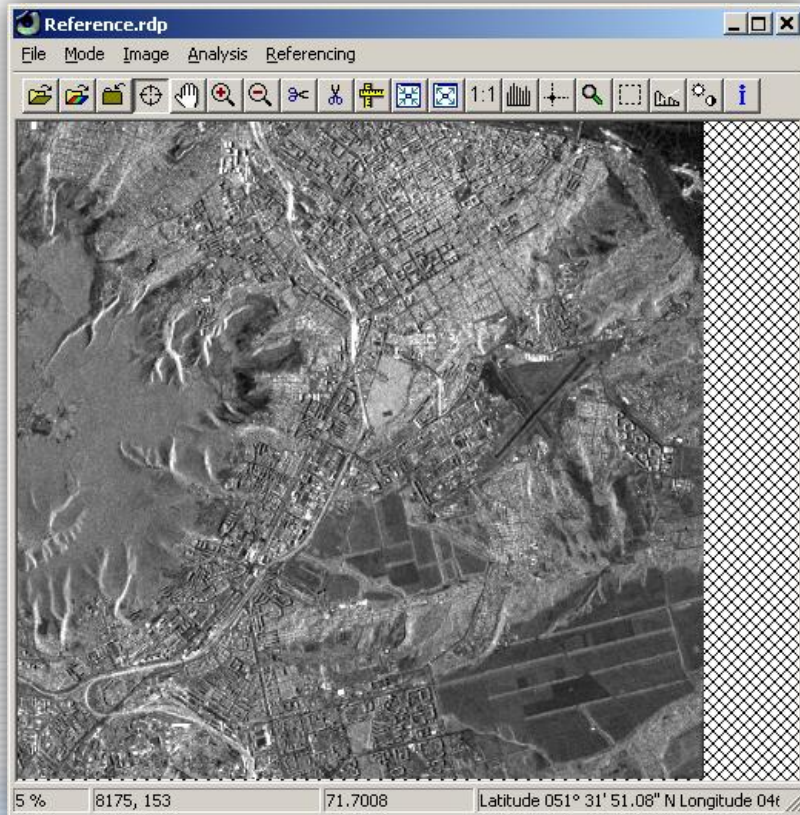 Reference.rdp
File Mode Image Analysis Referencing
1:1
5 % 8175, 153 71.7008 Latitude 051° 31' 51.08" N Longitude 04